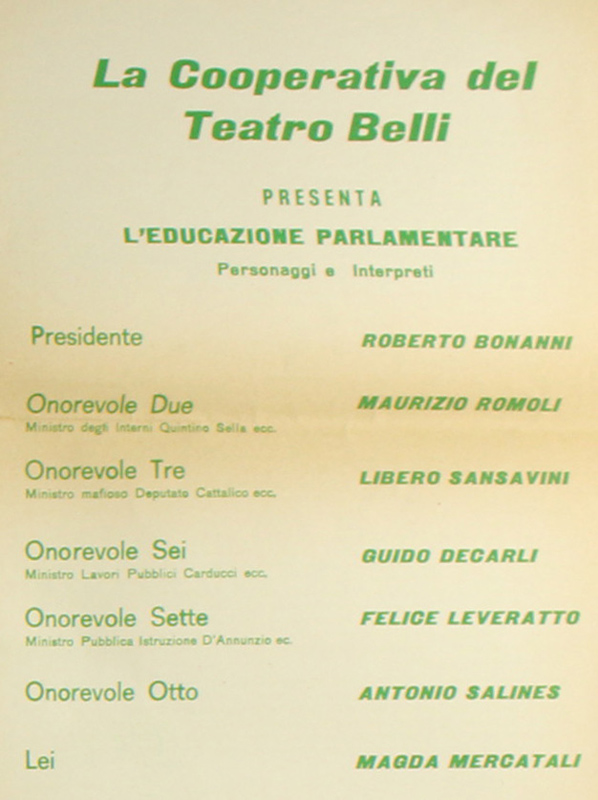 La Cooperativa del
Teatro Belli
PRESENTA
L'EDUCAZIONE PARLAMENTARE
Personaggi e Interpreti
Presidente ROBERTO BONANNI
Onorevole Due MAURIZIO ROMOLI
Ministro degli Interni Quintino Sella ecc.
Onorevole Tre LIBERO SANSAVINI
Ministro mafioso Deputato Cattalico ecc.
Onorevole Sei GUIDO DECARLI
Ministro Lavori Pubblici Carducci ecc.
Onorevole Sette FELICE LEVERATTO
Ministro Pubblica Istruzione D'Annunzio ec.
Onorevole Otto ANTONIO SALINES
Lei MAGDA MERCATALI